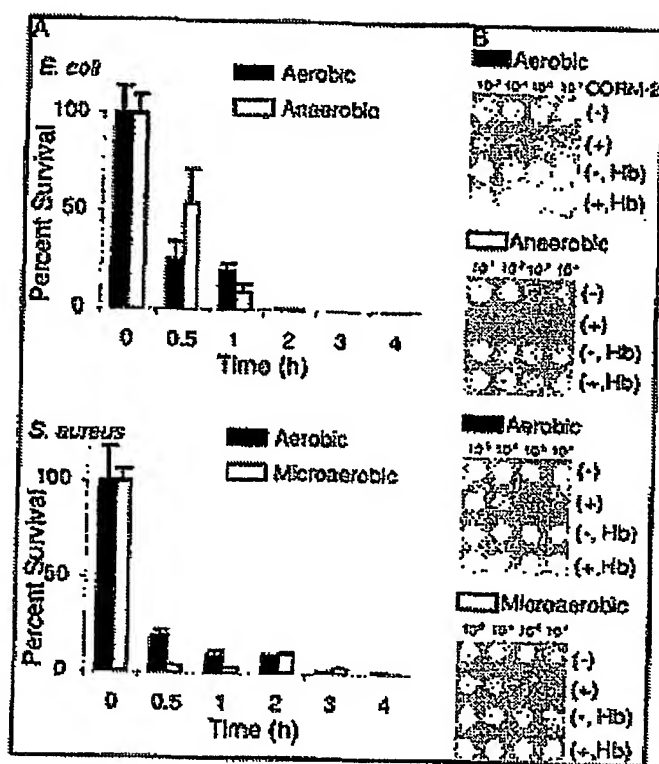 A
E. coli
Aerobic
Anaerobic
100
50
0
Percent Survival
0 0.5 1 2 3 4
Time (h)
S. aureus
Aerobic
Microaerobic
100
50
0
Percent Survival
0 0.5 1 2 3 4
Time (h)
B
Aerobic
CORM-2
(-)
(+)
(-, Hb)
(+,Hb)
Anaerobic
(-)
(+)
(-, Hb)
(+,Hb)
Aerobic
(-)
(+)
(-, Hb)
(+,Hb)
Microaerobic
(-)
(+)
(-, Hb)
(+,Hb)